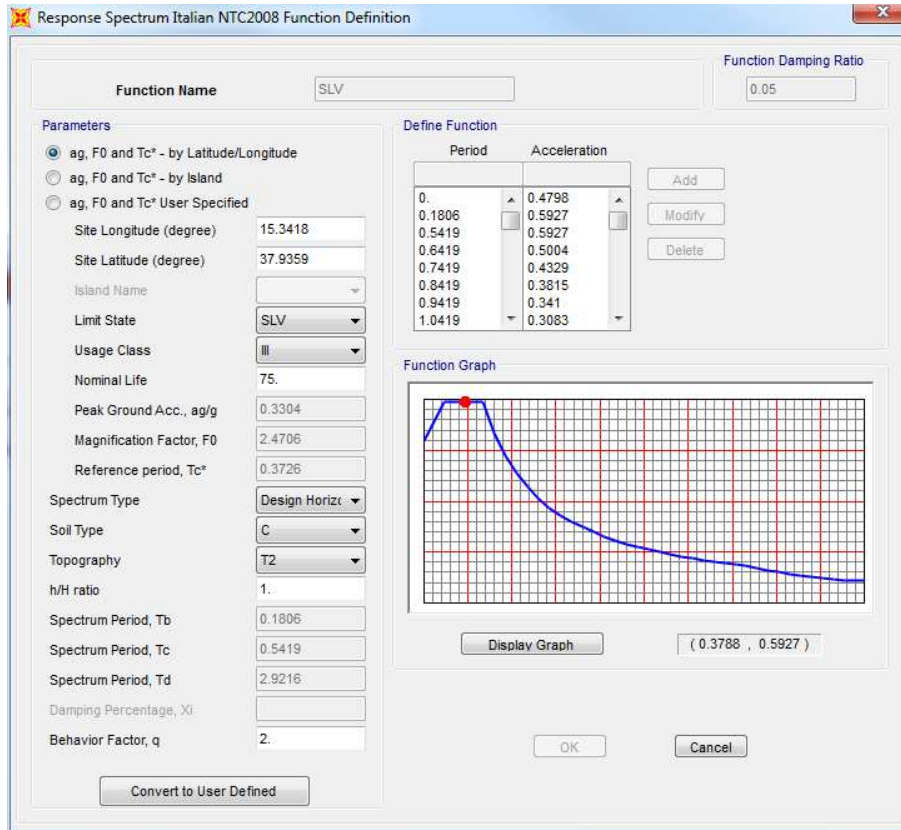 Response Spectrum Italian NTC2008 Function Definition
Function Damping Ratio
Function Name SLV 0.05
Parameters
ag, F0 and Tc* - by Latitude/Longitude
ag, F0 and Tc* - by Island
ag, F0 and Tc* User Specified
Site Longitude (degree) 15.3418
Site Latitude (degree) 37.9359
Island Name
Limit State SLV
Usage Class III
Nominal Life 75.
Peak Ground Acc., ag/g 0.3304
Magnification Factor, F0 2.4706
Reference period, Tc* 0.3726
Spectrum Type Design Horizo
Soil Type C
Topography T2
h/H ratio 1.
Spectrum Period, Tb 0.1806
Spectrum Period, Tc 0.5419
Spectrum Period, Td 2.9216
Damping Percentage, Xi
Behavior Factor, q 2.
Convert to User Defined
Define Function
Period Acceleration
0. 0.4798
0.1806 0.5927
0.5419 0.5927
0.6419 0.5004
0.7419 0.4329
0.8419 0.3815
0.9419 0.341
1.0419 0.3083
Add
Modify
Delete
Function Graph
Display Graph (0.3788 , 0.5927 )
OK Cancel